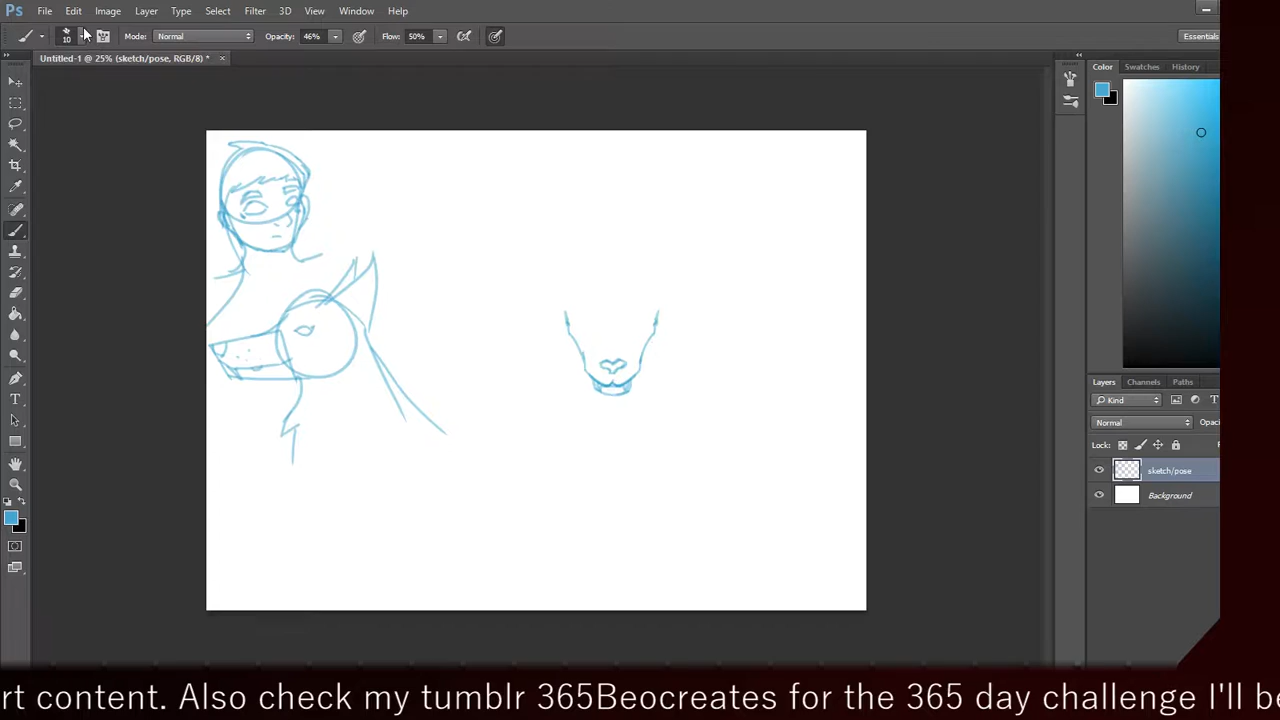 Ps File Edit Image Layer Type Select Filter 3D View Window Help
10 Mode: Normal Opacity: 46% Flow: 50% Essentials
Untitled-1 @ 25% (sketch/pose, RGB/8) * x
Color Swatches History
Layers Channels Paths
Kind
Normal Opac
Lock:
sketch/pose
Background
rt content. Also check my tumblr 365Beocreates for the 365 day challenge I'll be